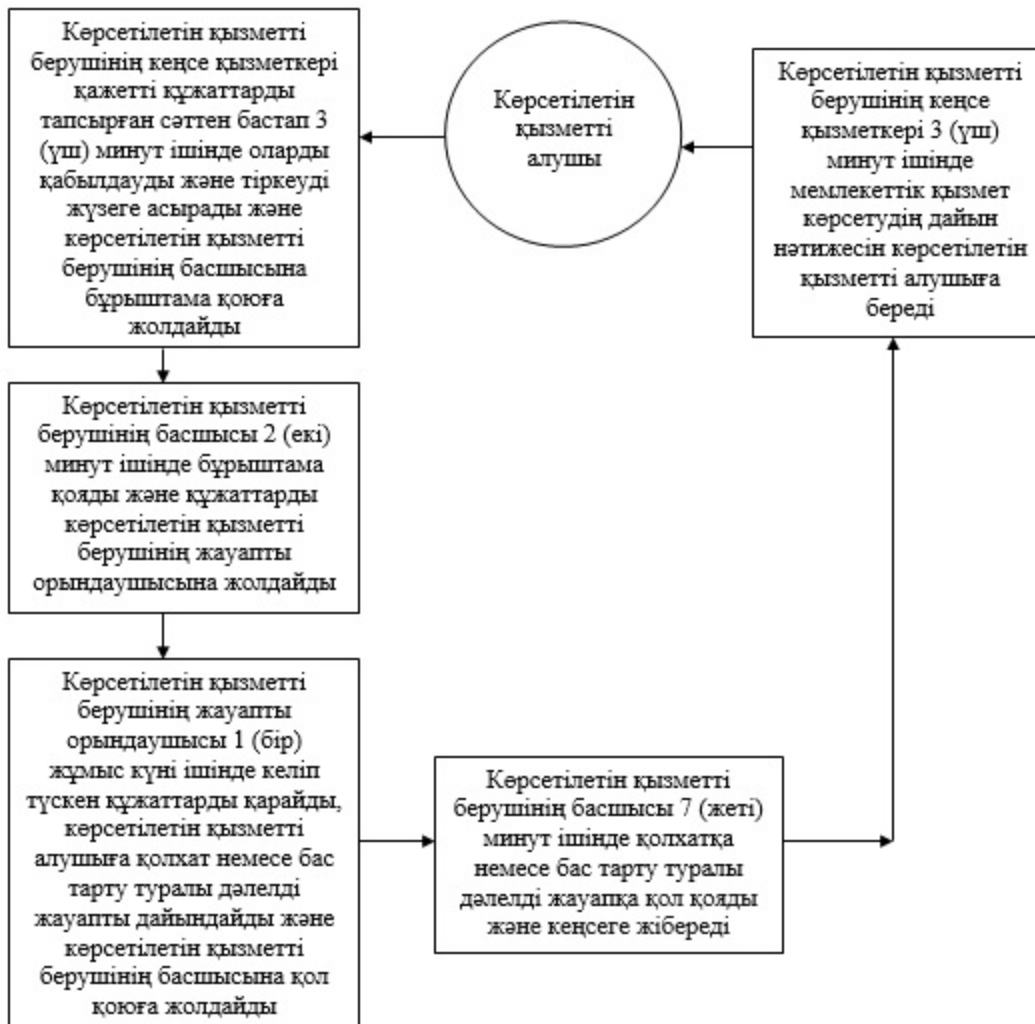 Көрсетілетін қызметті
берушінің кеңсе қызметкері
қажетті құжаттарды
тапсырған сәттен бастап 3
(үш) минут ішінде оларды
қабылдауды және тіркеуді
жүзеге асырады және
көрсетілетін қызметті
берушінің басшысына
бұрыштама қоюға
жолдайды
Көрсетілетін
қызметті
алушы
Көрсетілетін қызметті
берушінің кеңсе
қызметкері 3 (үш)
минут ішінде
мемлекеттік қызмет
көрсетудің дайын
нәтижесін көрсетілетін
қызметті алушыға
береді
Көрсетілетін қызметті
берушінің басшысы 2 (екі)
минут ішінде бұрыштама
қояды және құжаттарды
көрсетілетін қызметті
берушінің жауапты
орындаушысына жолдайды
Көрсетілетін қызметті
берушінің жауапты
орындаушысы 1 (бір)
жұмыс күні ішінде келіп
түскен құжаттарды қарайды,
көрсетілетін қызметті
алушыға қолхат немесе бас
тарту туралы дәлелді
жауапты дайындайды және
көрсетілетін қызметті
берушінің басшысына қол
қоюға жолдайды
Көрсетілетін қызметті
берушінің басшысы 7 (жеті)
минут ішінде қолхатқа
немесе бас тарту туралы
дәлелді жауапқа қол қояды
және кеңсеге жібереді